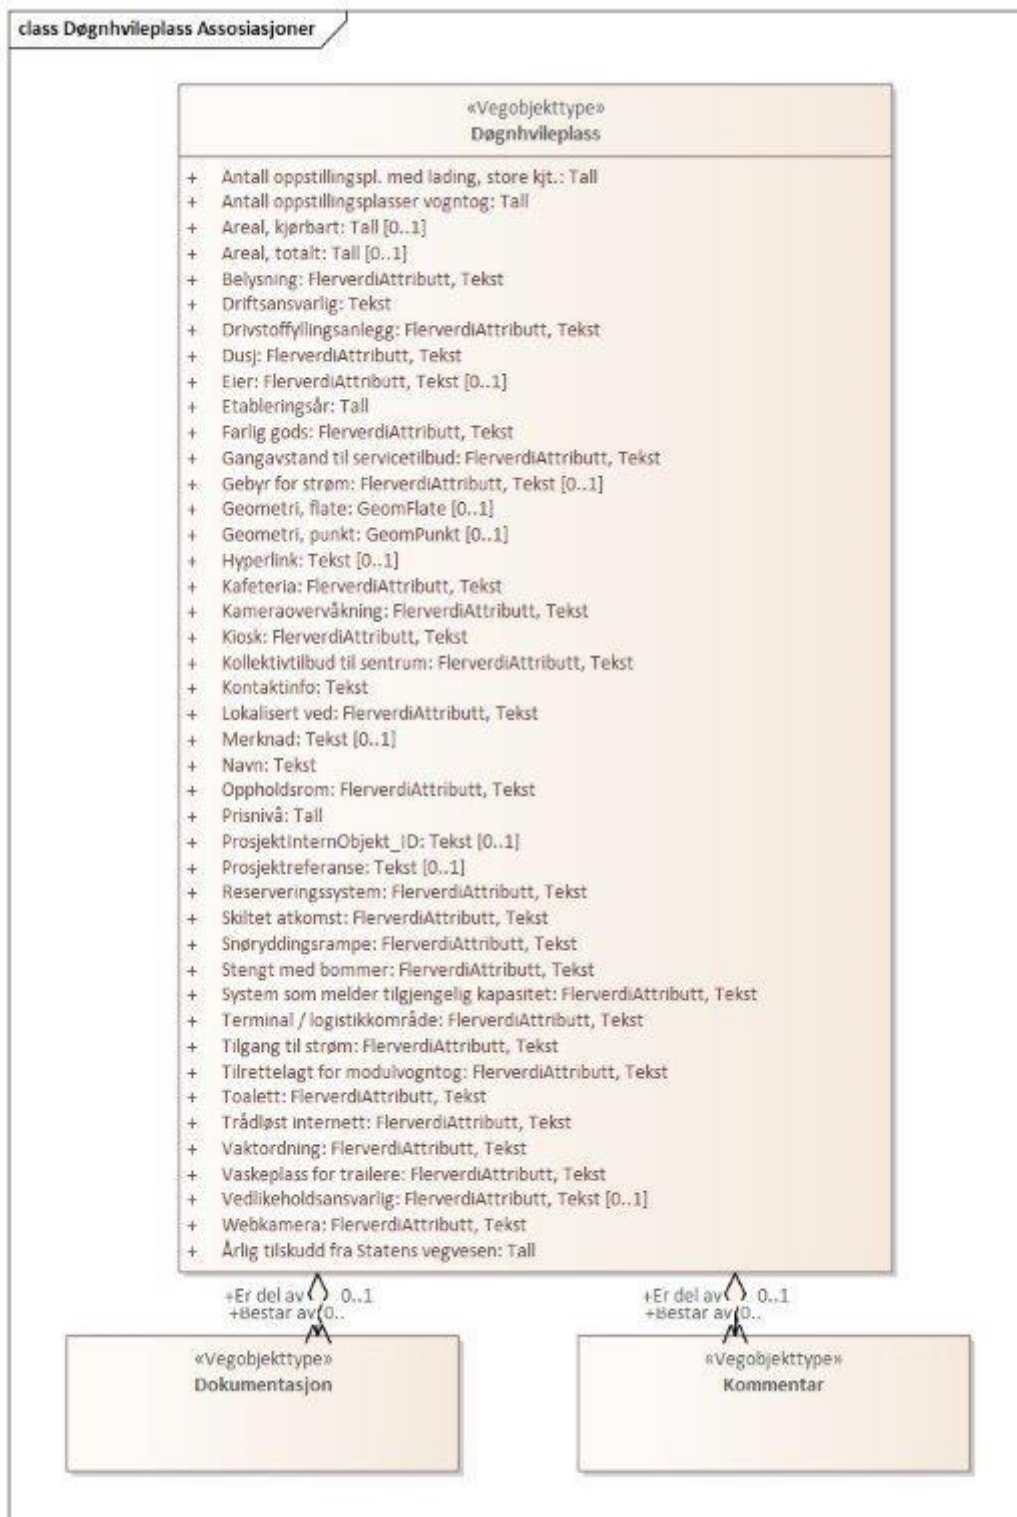 class Døgnhvileplass Assosiasjoner
«Vegobjekttype»
Døgnhvileplass
+ Antall oppstillingspl. med lading, store kjt.: Tall
+ Antall oppstillingsplasser vogntog: Tall
+ Areal, kjørbart: Tall [0..1]
+ Areal, totalt: Tall [0..1]
+ Belysning: FlerverdiAttributt, Tekst
+ Driftsansvarlig: Tekst
+ Drivstoffyllingsanlegg: FlerverdiAttributt, Tekst
+ Dusj: FlerverdiAttributt, Tekst
+ Eier: FlerverdiAttributt, Tekst [0..1]
+ Etableringsår: Tall
+ Farlig gods: FlerverdiAttributt, Tekst
+ Gangavstand til servicetilbud: FlerverdiAttributt, Tekst
+ Gebyr for strøm: FlerverdiAttributt, Tekst [0..1]
+ Geometri, flate: GeomFlate [0..1]
+ Geometri, punkt: GeomPunkt [0..1]
+ Hyperlink: Tekst [0..1]
+ Kafeteria: FlerverdiAttributt, Tekst
+ Kameraovervåkning: FlerverdiAttributt, Tekst
+ Kiosk: FlerverdiAttributt, Tekst
+ Kollektivtilbud til sentrum: FlerverdiAttributt, Tekst
+ Kontaktinfo: Tekst
+ Lokalisert ved: FlerverdiAttributt, Tekst
+ Merknad: Tekst [0..1]
+ Navn: Tekst
+ Oppholdsrom: FlerverdiAttributt, Tekst
+ Prisnivå: Tall
+ ProsjektInternObjekt_ID: Tekst [0..1]
+ Prosjektreferanse: Tekst [0..1]
+ Reserveringssystem: FlerverdiAttributt, Tekst
+ Skiltet atkomst: FlerverdiAttributt, Tekst
+ Snøryddingsrampe: FlerverdiAttributt, Tekst
+ Stengt med bommer: FlerverdiAttributt, Tekst
+ System som melder tilgjengelig kapasitet: FlerverdiAttributt, Tekst
+ Terminal / logistikkområde: FlerverdiAttributt, Tekst
+ Tilgang til strøm: FlerverdiAttributt, Tekst
+ Tilrettelagt for modulvogntog: FlerverdiAttributt, Tekst
+ Toalett: FlerverdiAttributt, Tekst
+ Trådløst internett: FlerverdiAttributt, Tekst
+ Vaktordning: FlerverdiAttributt, Tekst
+ Vaskeplass for trailere: FlerverdiAttributt, Tekst
+ Vedlikeholdsansvarlig: FlerverdiAttributt, Tekst [0..1]
+ Webkamera: FlerverdiAttributt, Tekst
+ Årlig tilskudd fra Statens vegvesen: Tall
+Er del av 0..1 +Er del av 0..1
+Består av 0.. +Består av 0..
«Vegobjekttype» «Vegobjekttype»
Dokumentasjon Kommentar